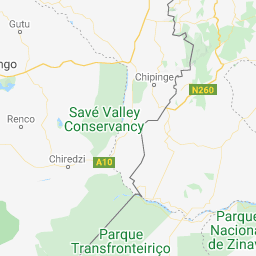 Gutu
ngo
Chipinge
N260
Savé Valley
Conservancy
Renco
Chiredzi
A10
Parque
Nacional
de Zinav
Parque
Transfronteiriço